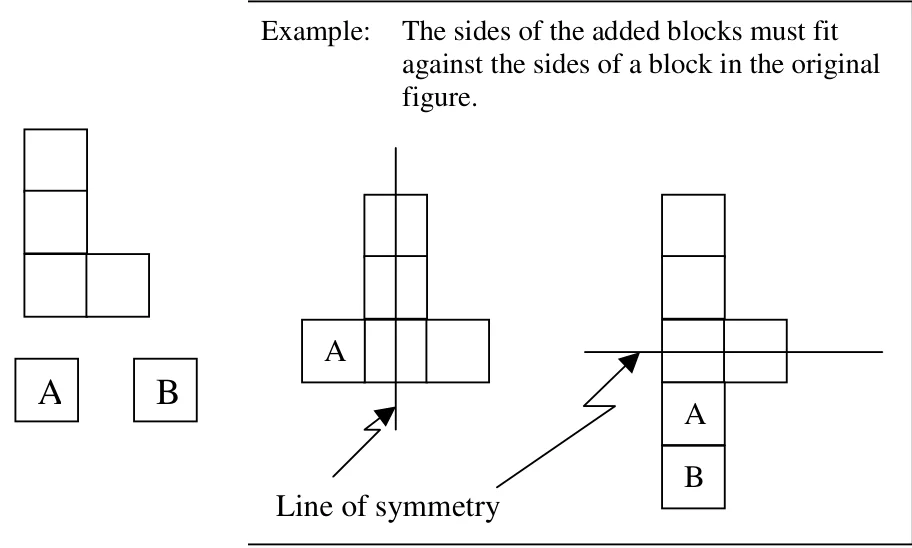 Example: The sides of the added blocks must fit
against the sides of a block in the original
figure.
A
B
A
A
B
Line of symmetry